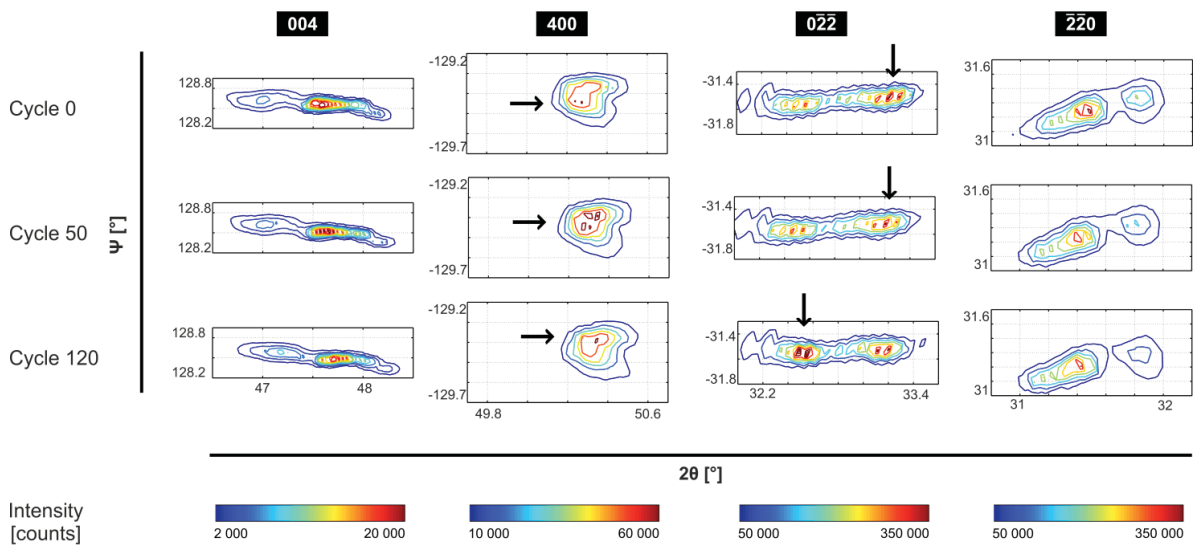 004 400 02̅2̅ 2̅2̅0
Cycle 0
128.8
128.2
-129.2
-129.7
-31.4
-31.8
31.6
31
Cycle 50
128.8
128.2
-129.2
-129.7
-31.4
-31.8
31.6
31
Cycle 120
128.8
128.2
47 48
-129.2
-129.7
49.8 50.6
-31.4
-31.8
32.2 33.4
31.6
31
31 32
Ψ [°]
2θ [°]
Intensity
[counts]
2 000 20 000
10 000 60 000
50 000 350 000
50 000 350 000